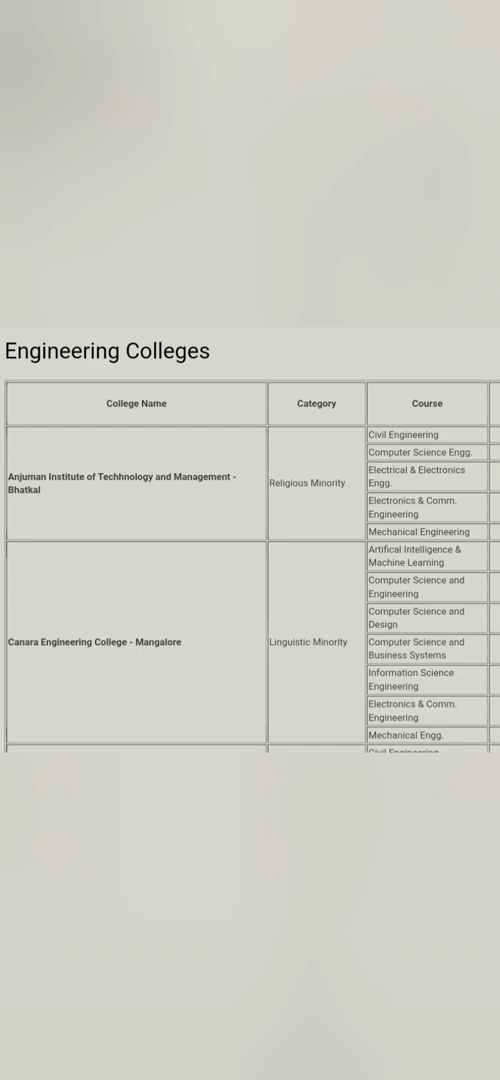 Engineering Colleges
College Name
Category
Course
Anjuman Institute of Techhnology and Management -
Bhatkal
Religious Minority
Civil Engineering
Computer Science Engg.
Electrical & Electronics
Engg.
Electronics & Comm.
Engineering
Mechanical Engineering
Canara Engineering College - Mangalore
Linguistic Minority
Artifical Intelligence &
Machine Learning
Computer Science and
Engineering
Computer Science and
Design
Computer Science and
Business Systems
Information Science
Engineering
Electronics & Comm.
Engineering
Mechanical Engg.
Civil Engineering